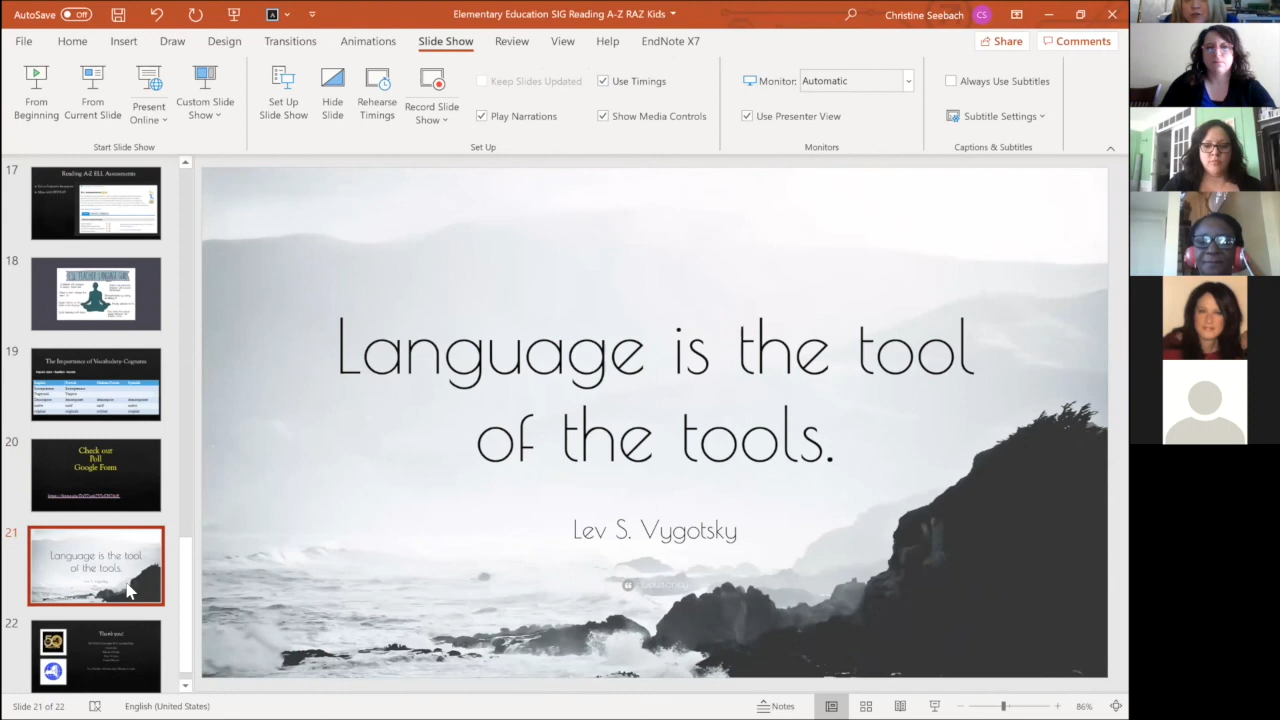 AutoSave Off
Elementary Education SIG Reading A-Z RAZ Kids
Christine Seebach CS
File Home Insert Draw Design Transitions Animations Slide Show Review View Help EndNote X7
Share Comments
From Beginning
From Current Slide
Present Online
Custom Slide Show
Set Up Slide Show
Hide Slide
Rehearse Timings
Record Slide Show
Keep Slides Updated
Play Narrations
Use Timings
Show Media Controls
Monitor: Automatic
Use Presenter View
Always Use Subtitles
Subtitle Settings
Start Slide Show
Set Up
Monitors
Captions & Subtitles
17
Reading A-Z ELL Assessments
18
19
The Importance of Vocabulary-Cognates
20
Check out
Poll
Google Form
21
Language is the tool
of the tools.
22
Thank you!
50
Language is the tool
of the tools.
Lev S. Vygotsky
Slide 21 of 22
English (United States)
Notes
86%